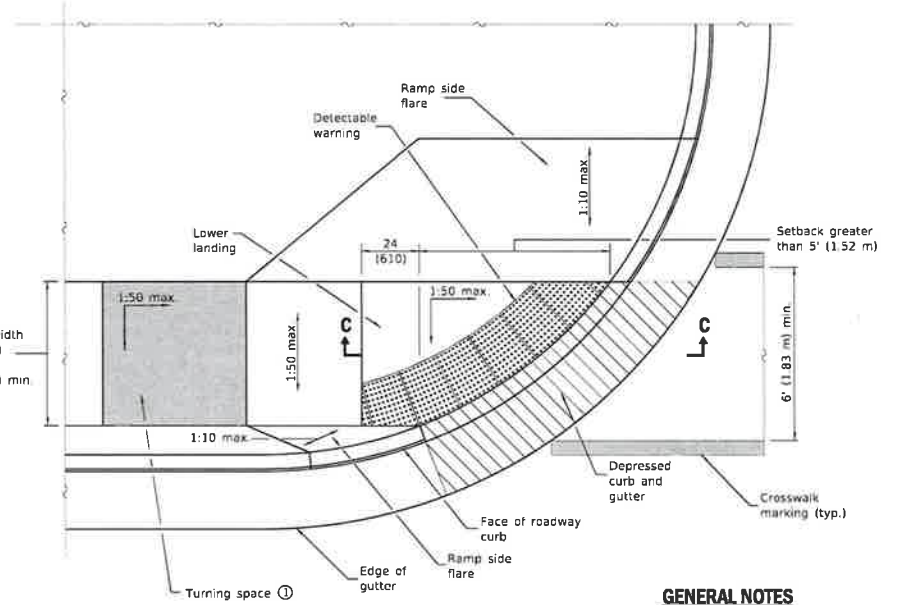 Ramp side
flare
Detectable
warning
1:10 max
Lower
landing
24
(610)
Setback greater
than 5' (1.52 m)
1:50 max.
1:50 max.
1:50 max
C
C
6' (1.83 m) min.
min.
1:10 max.
Depressed
curb and
gutter
Crosswalk
marking (typ.)
Face of roadway
curb
Ramp side
flare
Edge of
gutter
Turning space ①
GENERAL NOTES